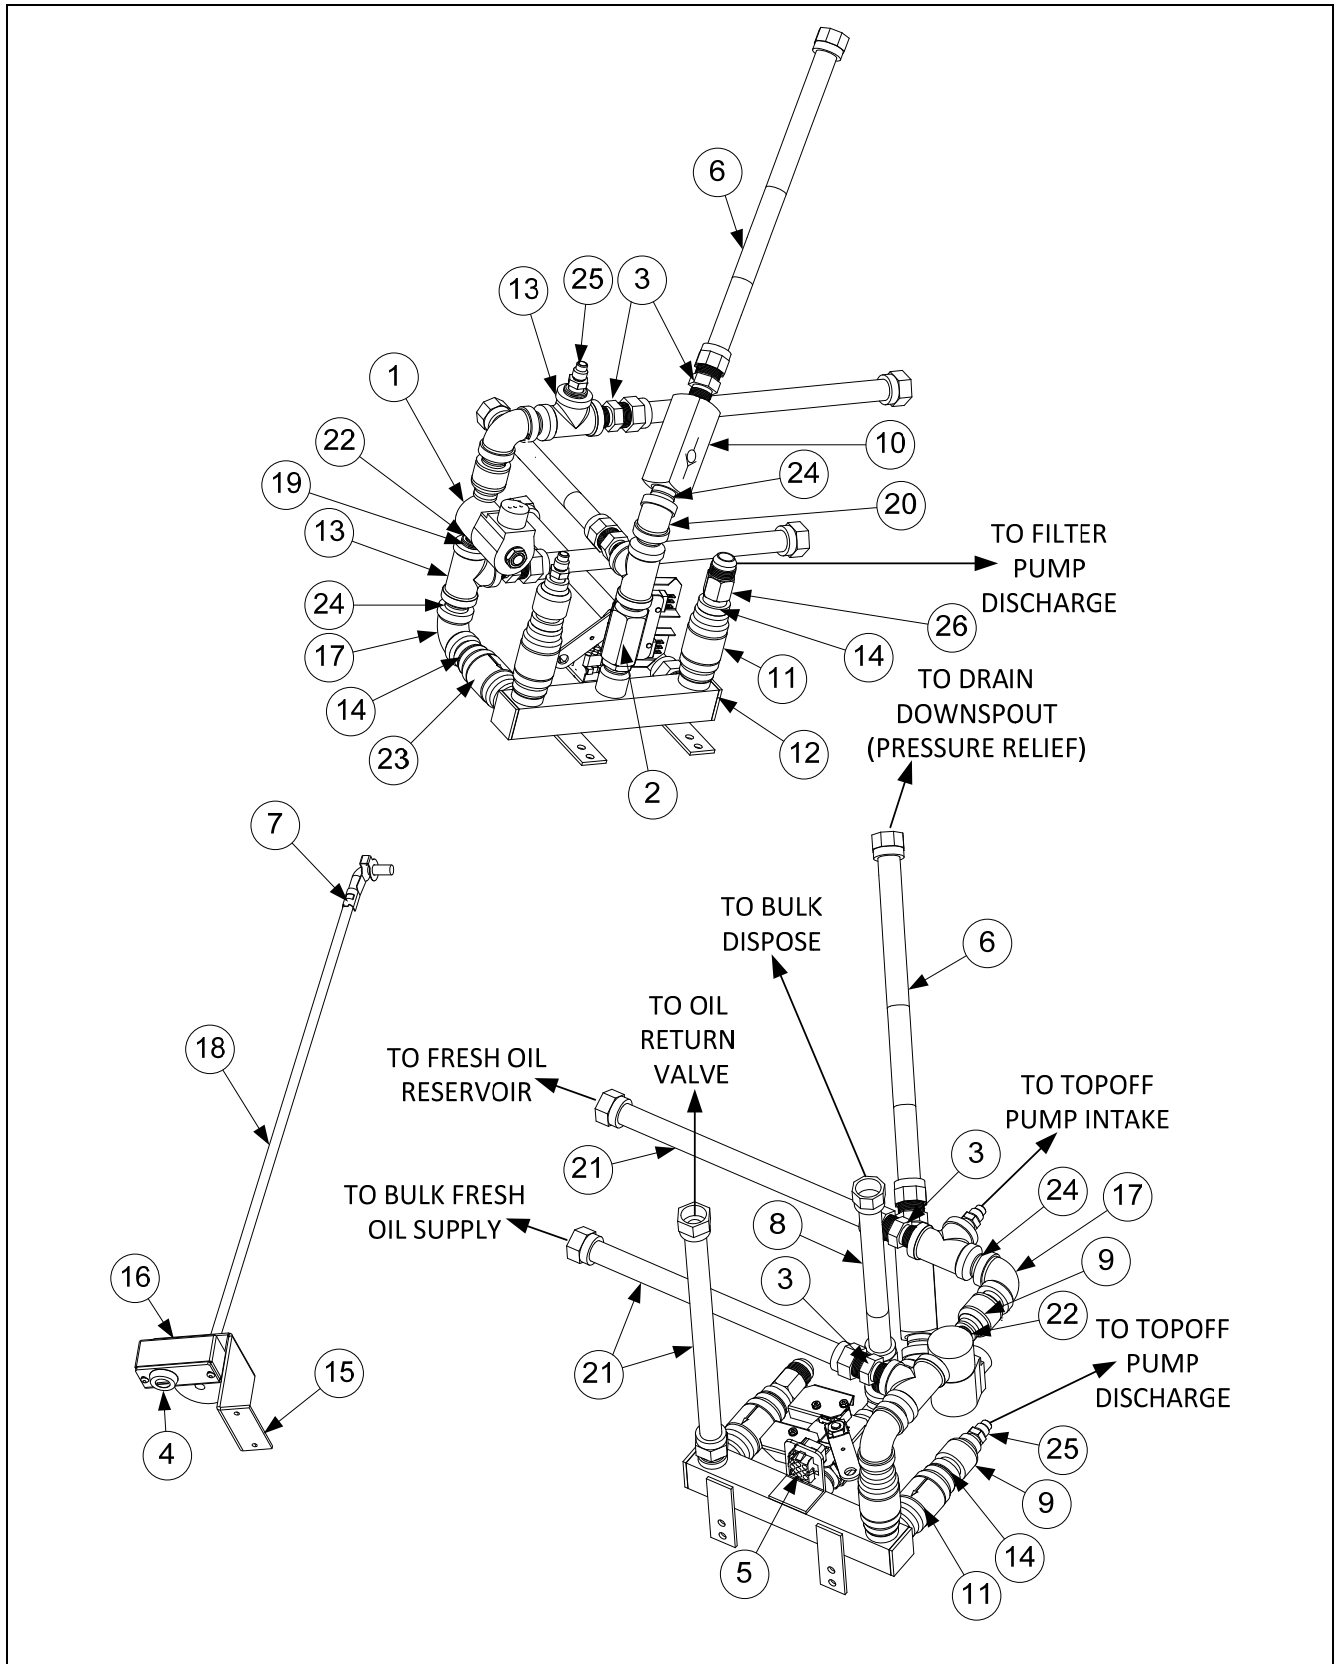 6
25
3
13
1
22
10
19
24
20
13
TO FILTER
PUMP
DISCHARGE
24
26
17
14
11
14
TO DRAIN
DOWNSPOUT
(PRESSURE RELIEF)
23
12
2
7
TO BULK
DISPOSE
6
TO OIL
RETURN
VALVE
18
TO FRESH OIL
RESERVOIR
TO TOPOFF
PUMP INTAKE
3
21
24
17
TO BULK FRESH
OIL SUPPLY
8
9
3
16
22
TO TOPOFF
PUMP
DISCHARGE
21
15
4
25
9
14
5
11